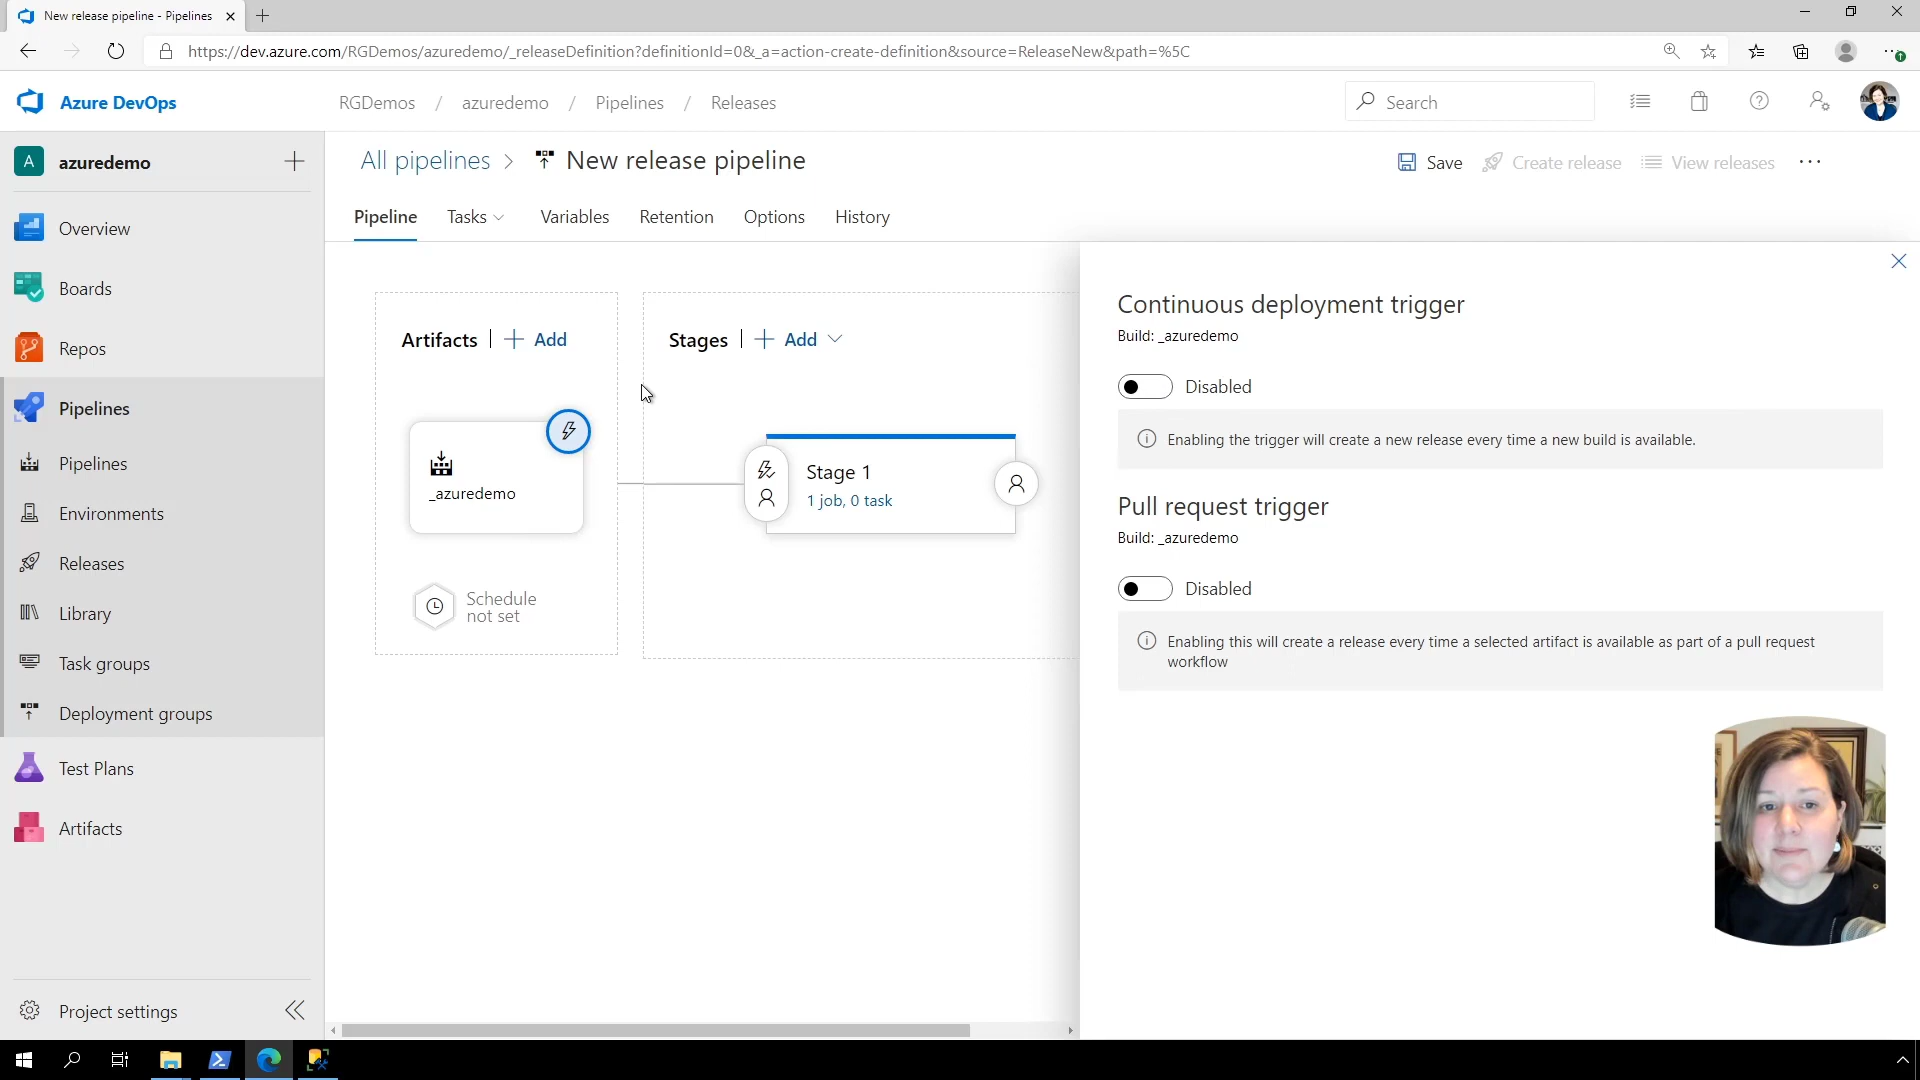 New release pipeline - Pipelines
https://dev.azure.com/RGDemos/azuredemo/_releaseDefinition?definitionId=0&_a=action-create-definition&source=ReleaseNew&path=%5C
Azure DevOps
RGDemos / azuredemo / Pipelines / Releases
Search
A azuredemo
All pipelines > New release pipeline
Save Create release View releases ...
Pipeline Tasks Variables Retention Options History
Overview
Boards
Repos
Pipelines
Pipelines
Environments
Releases
Library
Task groups
Deployment groups
Test Plans
Artifacts
Project settings
Artifacts | + Add
_azuredemo
Schedule
not set
Stages | + Add
Stage 1
1 job, 0 task
Continuous deployment trigger
Build: _azuredemo
Disabled
Enabling the trigger will create a new release every time a new build is available.
Pull request trigger
Build: _azuredemo
Disabled
Enabling this will create a release every time a selected artifact is available as part of a pull request
workflow